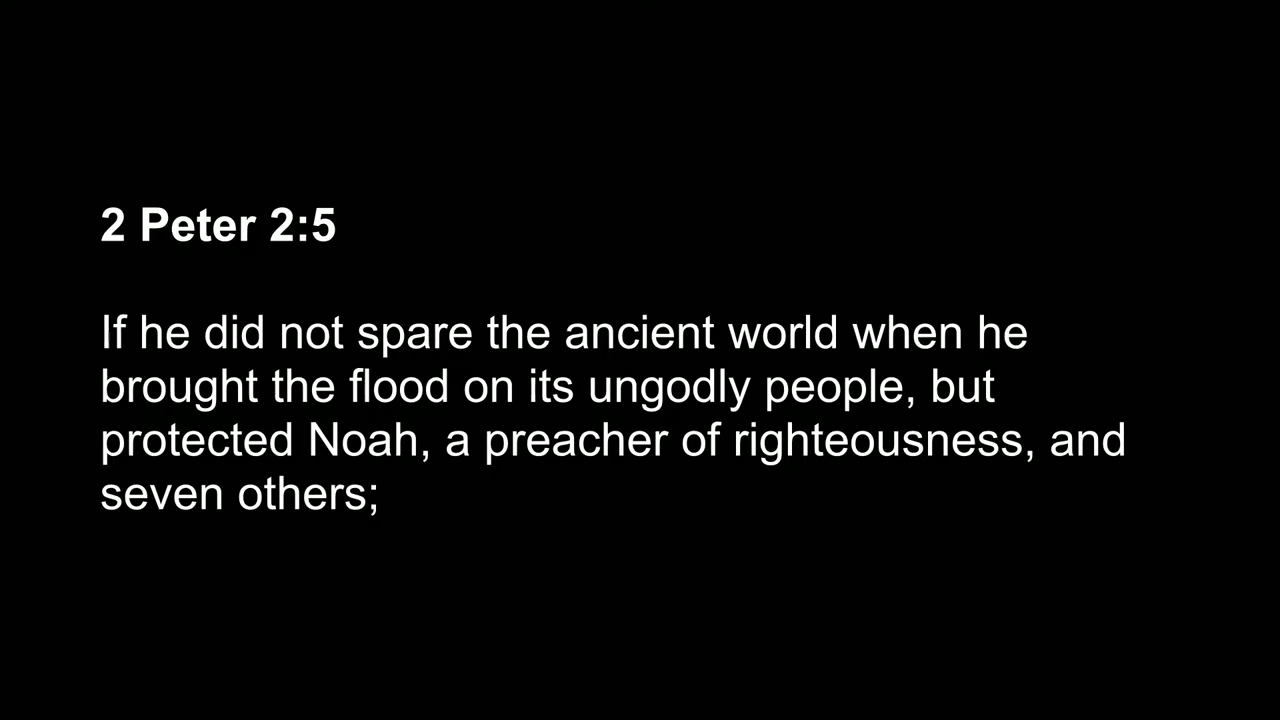 2 Peter 2:5
If he did not spare the ancient world when he
brought the flood on its ungodly people, but
protected Noah, a preacher of righteousness, and
seven others;